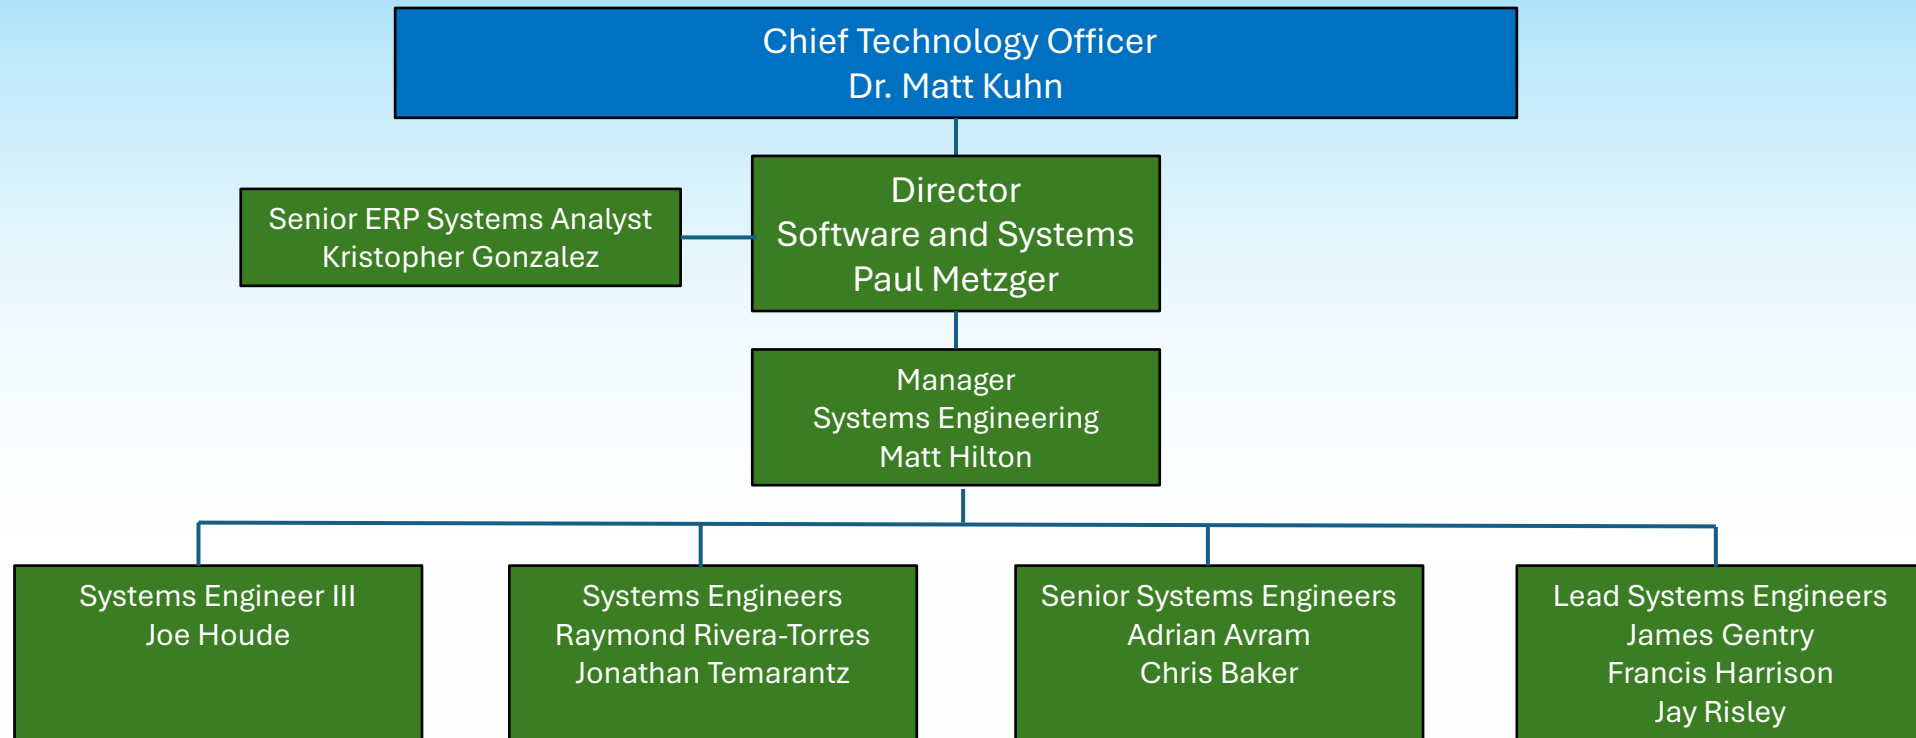 Chief Technology Officer
Dr. Matt Kuhn
Director
Software and Systems
Paul Metzger
Senior ERP Systems Analyst
Kristopher Gonzalez
Manager
Systems Engineering
Matt Hilton
Systems Engineer III
Joe Houde
Systems Engineers
Raymond Rivera-Torres
Jonathan Temarantz
Senior Systems Engineers
Adrian Avram
Chris Baker
Lead Systems Engineers
James Gentry
Francis Harrison
Jay Risley